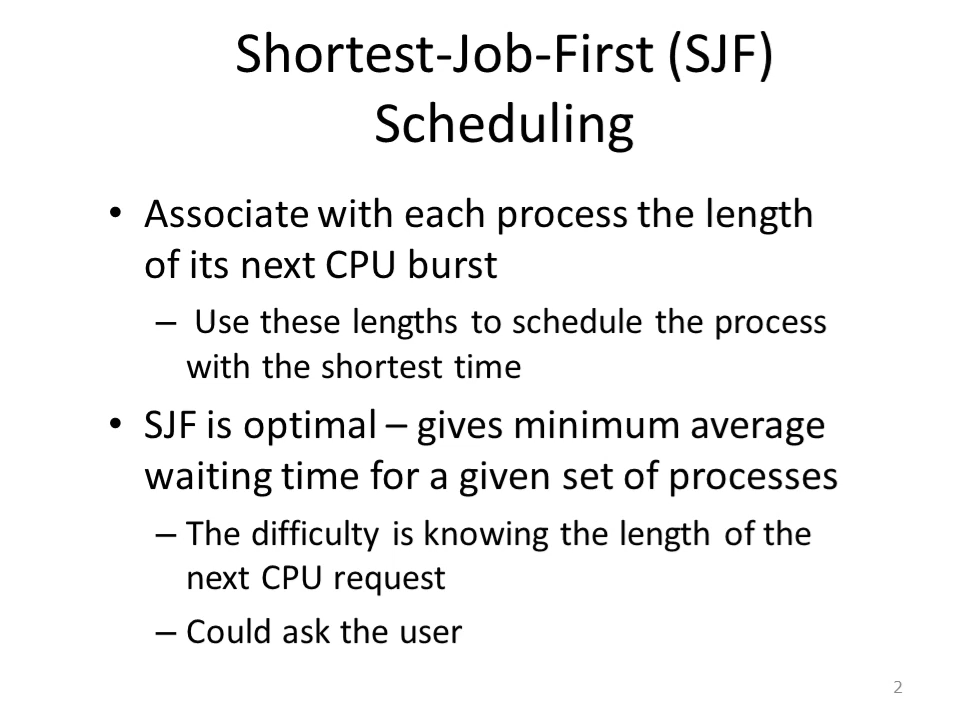 Shortest-Job-First (SJF)
Scheduling
• Associate with each process the length
of its next CPU burst
– Use these lengths to schedule the process
with the shortest time
• SJF is optimal – gives minimum average
waiting time for a given set of processes
– The difficulty is knowing the length of the
next CPU request
– Could ask the user
2